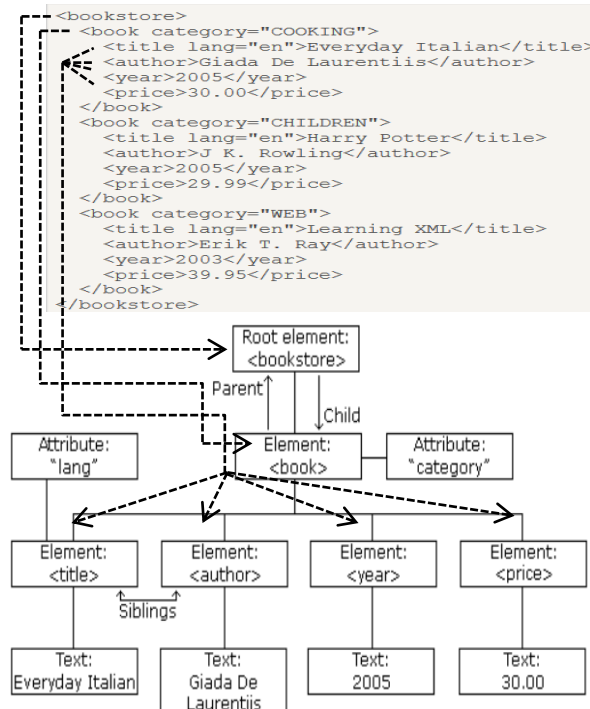 <bookstore>
<book category="COOKING">
<title lang="en">Everyday Italian</title>
<author>Giada De Laurentiis</author>
<year>2005</year>
<price>30.00</price>
</book>
<book category="CHILDREN">
<title lang="en">Harry Potter</title>
<author>J K. Rowling</author>
<year>2005</year>
<price>29.99</price>
</book>
<book category="WEB">
<title lang="en">Learning XML</title>
<author>Erik T. Ray</author>
<year>2003</year>
<price>39.95</price>
</book>
</bookstore>
Root element:
<bookstore>
Parent
Child
Attribute:
"lang"
Element:
<book>
Attribute:
"category"
Element:
<title>
Element:
<author>
Element:
<year>
Element:
<price>
Siblings
Text:
Everyday Italian
Text:
Giada De
Laurentiis
Text:
2005
Text:
30.00